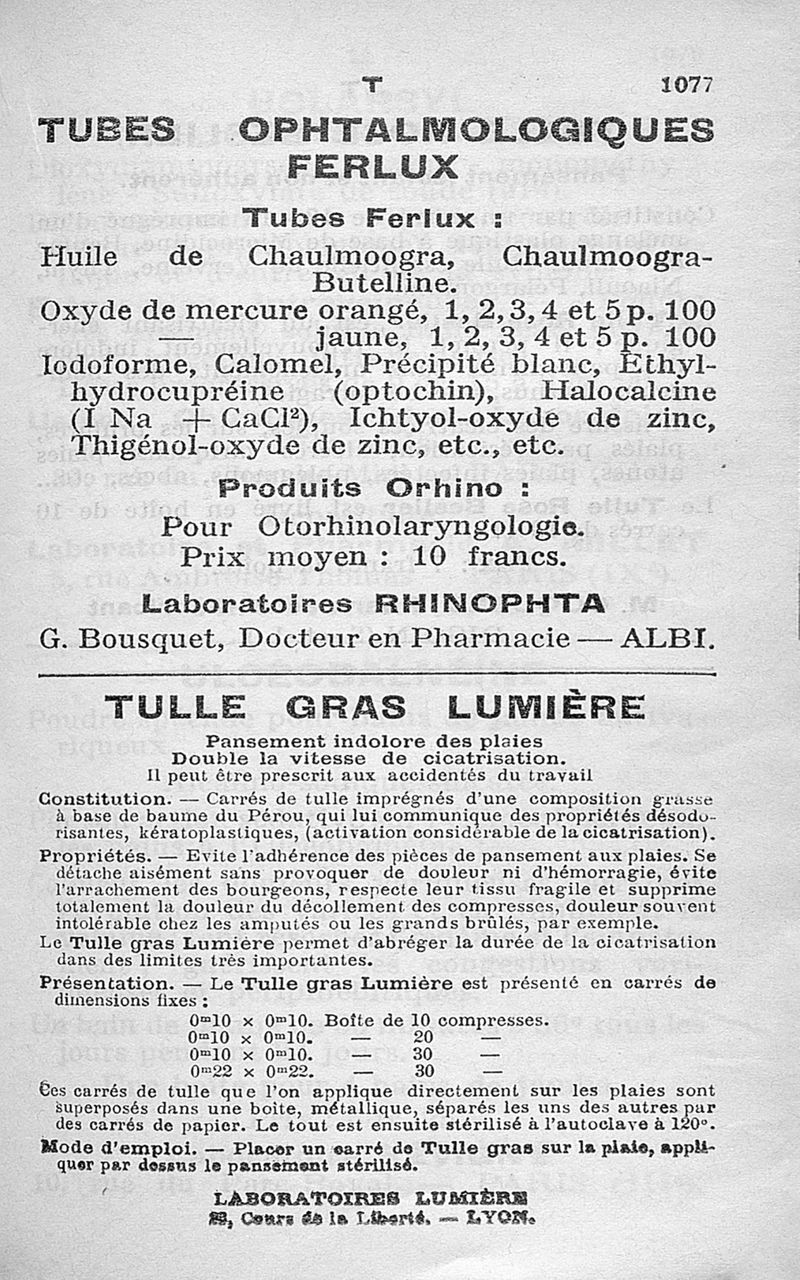 T 1077
TUBES OPHTALMOLOGIQUES
FERLUX
Tubes Ferlux :
Huile de Chaulmoogra, Chaulmoogra-
Butelline.
Oxyde de mercure orangé, 1, 2, 3, 4 et 5 p. 100
— jaune, 1, 2, 3, 4 et 5 p. 100
Iodoforme, Calomel, Précipité blanc, Ethyl-
hydrocupréine (optochin), Halocalcine
(I Na + CaCl²), Ichtyol-oxyde de zinc,
Thigénol-oxyde de zinc, etc., etc.
Produits Orhino :
Pour Otorhinolaryngologie.
Prix moyen : 10 francs.
Laboratoires RHINOPHTA
G. Bousquet, Docteur en Pharmacie — ALBI.
TULLE GRAS LUMIÈRE
Pansement indolore des plaies
Double la vitesse de cicatrisation.
Il peut être prescrit aux accidentés du travail
Constitution. — Carrés de tulle imprégnés d'une composition grasse
à base de baume du Pérou, qui lui communique des propriétés désodo-
risantes, kératoplastiques, (activation considérable de la cicatrisation).
Propriétés. — Evite l'adhérence des pièces de pansement aux plaies. Se
détache aisément sans provoquer de douleur ni d'hémorragie, évite
l'arrachement des bourgeons, respecte leur tissu fragile et supprime
totalement la douleur du décollement des compresses, douleur souvent
intolérable chez les amputés ou les grands brûlés, par exemple.
Le Tulle gras Lumière permet d'abréger la durée de la cicatrisation
dans des limites très importantes.
Présentation. — Le Tulle gras Lumière est présenté en carrés de
dimensions fixes :
0ᵐ10 x 0ᵐ10. Boîte de 10 compresses.
0ᵐ10 x 0ᵐ10. — 20 —
0ᵐ10 x 0ᵐ10. — 30 —
0ᵐ22 x 0ᵐ22. — 30 —
Ces carrés de tulle que l'on applique directement sur les plaies sont
superposés dans une boite, métallique, séparés les uns des autres par
des carrés de papier. Le tout est ensuite stérilisé à l'autoclave à 120°.
Mode d'emploi. — Placer un carré de Tulle gras sur la plaie, appli-
quer par dessus le pansement stérilisé.
LABORATOIRES LUMIÈRE
Cours de la Liberté. — LYON.